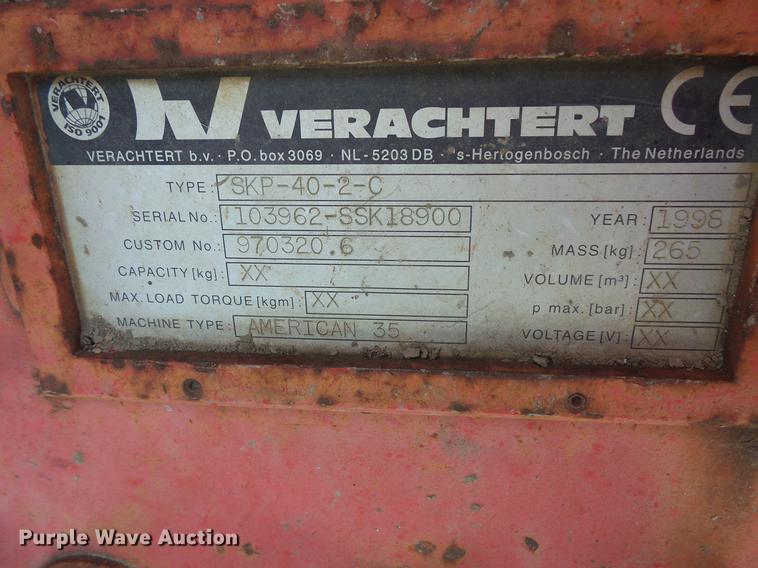 VERACHTERT
ISO 9001
VERACHTERT CE
VERACHTERT b.v. · P.O. box 3069 · NL - 5203 DB · 's-Hertogenbosch · The Netherlands
TYPE : SKP-40-2-C
SERIAL No.: 103962-SSK18900 YEAR : 1998
CUSTOM No.: 970320.6 MASS [kg] : 265
CAPACITY [kg] : XX VOLUME [m³] : XX
MAX. LOAD TORQUE [kgm] : XX p max. [bar] : XX
MACHINE TYPE : AMERICAN 35 VOLTAGE [V] : XX
Purple Wave Auction®